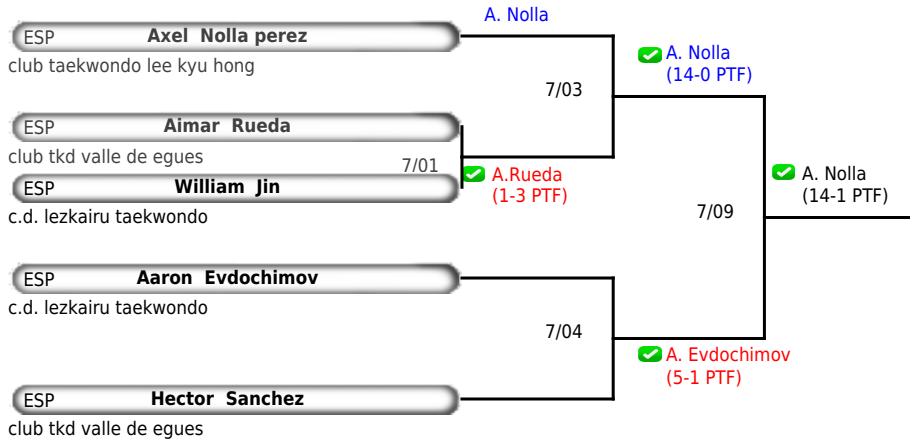 A. Nolla
ESP Axel Nolla perez
club taekwondo lee kyu hong
A. Nolla
(14-0 PTF)
7/03
ESP Aimar Rueda
club tkd valle de egues
7/01
A.Rueda
(1-3 PTF)
ESP William Jin
c.d. lezkairu taekwondo
A. Nolla
(14-1 PTF)
7/09
ESP Aaron Evdochimov
c.d. lezkairu taekwondo
7/04
A. Evdochimov
(5-1 PTF)
ESP Hector Sanchez
club tkd valle de egues